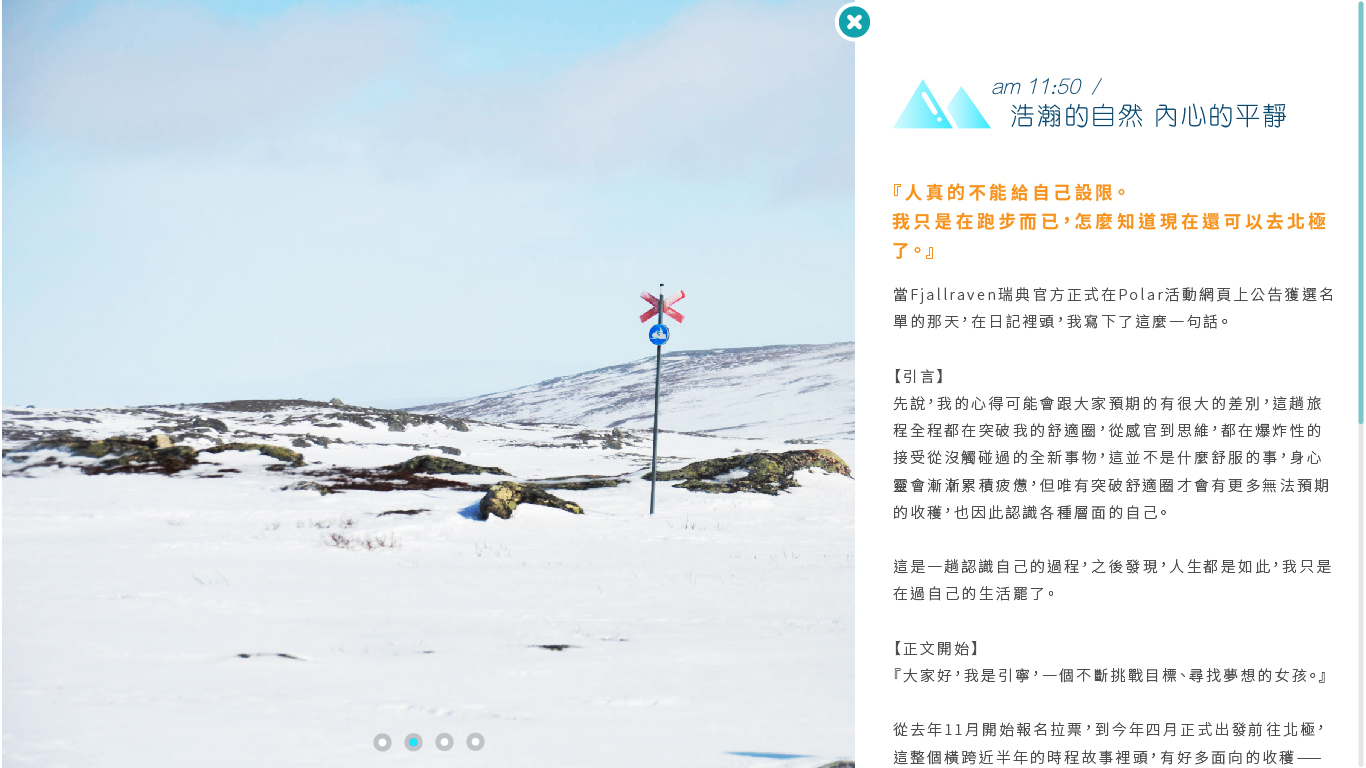 am 11:50 /
浩瀚的自然 內心的平靜
『人真的不能給自己設限。
我只是在跑步而已，怎麼知道現在還可以去北極
了。』
當Fjallraven瑞典官方正式在Polar活動網頁上公告獲選名
單的那天，在日記裡頭，我寫下了這麼一句話。
【引言】
先說，我的心得可能會跟大家預期的有很大的差別，這趟旅
程全程都在突破我的舒適圈，從感官到思維，都在爆炸性的
接受從沒觸碰過的全新事物，這並不是什麼舒服的事，身心
靈會漸漸累積疲憊，但唯有突破舒適圈才會有更多無法預期
的收穫，也因此認識各種層面的自己。
這是一趟認識自己的過程，之後發現，人生都是如此，我只是
在過自己的生活罷了。
【正文開始】
『大家好，我是引寧，一個不斷挑戰目標、尋找夢想的女孩。』
從去年11月開始報名拉票，到今年四月正式出發前往北極，
這整個橫跨近半年的時程故事裡頭，有好多面向的收穫——